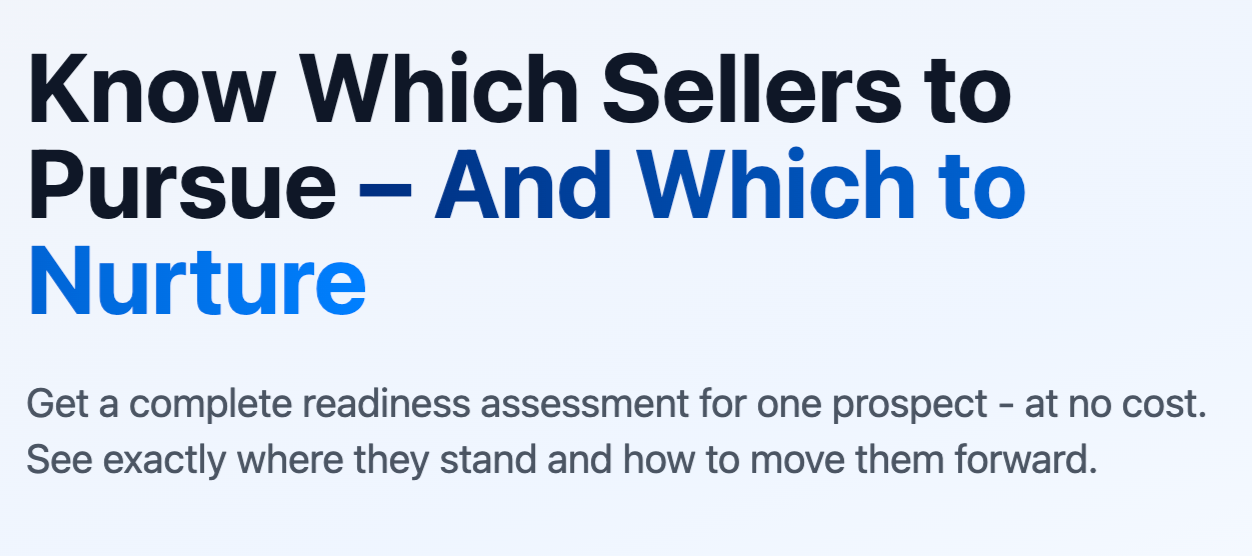 Know Which Sellers to
Pursue – And Which to
Nurture
Get a complete readiness assessment for one prospect - at no cost.
See exactly where they stand and how to move them forward.